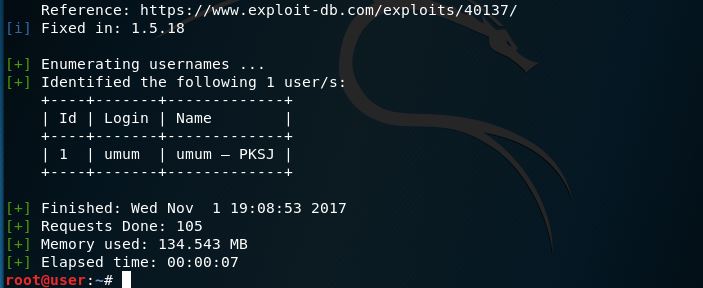 Reference: https://www.exploit-db.com/exploits/40137/
[i] Fixed in: 1.5.18
[+] Enumerating usernames ...
[+] Identified the following 1 user/s:
+----+-------+-------------+
| Id | Login | Name        |
+----+-------+-------------+
| 1  | umum  | umum – PKSJ |
+----+-------+-------------+
[+] Finished: Wed Nov  1 19:08:53 2017
[+] Requests Done: 105
[+] Memory used: 134.543 MB
[+] Elapsed time: 00:00:07
root@user:~#